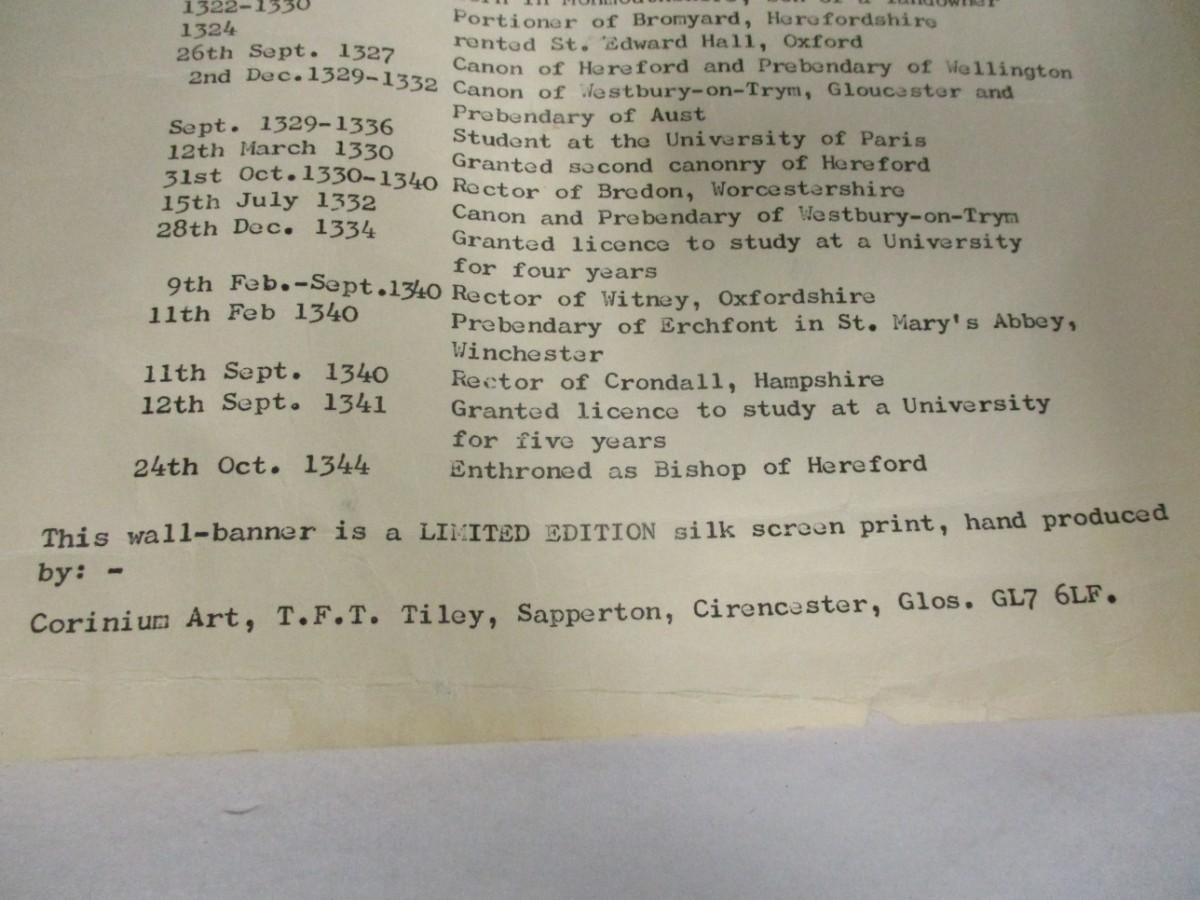 in Monmouthshire, son of a landowner
1322-1330 Portioner of Bromyard, Herefordshire
1324 rented St. Edward Hall, Oxford
26th Sept. 1327 Canon of Hereford and Prebendary of Wellington
2nd Dec.1329-1332 Canon of Westbury-on-Trym, Gloucester and
Prebendary of Aust
Sept. 1329-1336 Student at the University of Paris
12th March 1330 Granted second canonry of Hereford
31st Oct.1330-1340 Rector of Bredon, Worcestershire
15th July 1332 Canon and Prebendary of Westbury-on-Trym
28th Dec. 1334 Granted licence to study at a University
for four years
9th Feb.-Sept.1340 Rector of Witney, Oxfordshire
11th Feb 1340 Prebendary of Erchfont in St. Mary's Abbey,
Winchester
11th Sept. 1340 Rector of Crondall, Hampshire
12th Sept. 1341 Granted licence to study at a University
for five years
24th Oct. 1344 Enthroned as Bishop of Hereford
This wall-banner is a LIMITED EDITION silk screen print, hand produced
by: -
Corinium Art, T.F.T. Tiley, Sapperton, Cirencester, Glos. GL7 6LF.